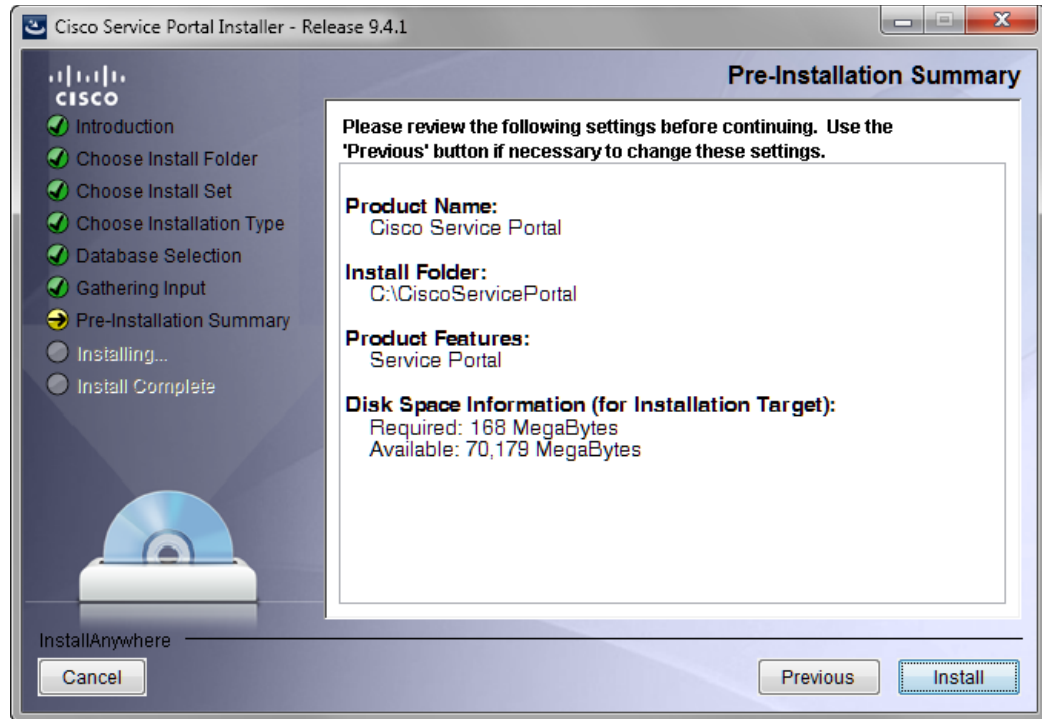 Cisco Service Portal Installer - Release 9.4.1
CISCO
Pre-Installation Summary
Introduction
Choose Install Folder
Choose Install Set
Choose Installation Type
Database Selection
Gathering Input
Pre-Installation Summary
Installing...
Install Complete
Please review the following settings before continuing. Use the
'Previous' button if necessary to change these settings.
Product Name:
Cisco Service Portal
Install Folder:
C:\CiscoServicePortal
Product Features:
Service Portal
Disk Space Information (for Installation Target):
Required: 168 MegaBytes
Available: 70,179 MegaBytes
InstallAnywhere
Cancel
Previous
Install